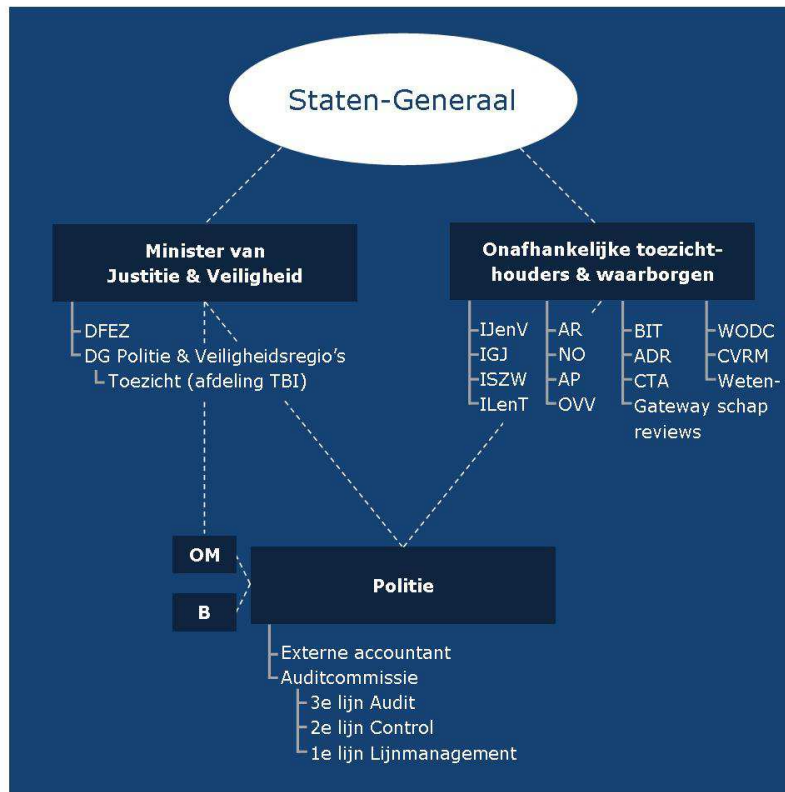 Staten-Generaal
Minister van
Justitie & Veiligheid
DFEZ
DG Politie & Veiligheidsregio's
Toezicht (afdeling TBI)
Onafhankelijke toezicht-
houders & waarborgen
IJenV
IGJ
ISZW
ILenT
AR
NO
AP
OVV
BIT
ADR
CTA
Gateway
reviews
WODC
CVRM
Weten-
schap
OM
B
Politie
Externe accountant
Auditcommissie
3e lijn Audit
2e lijn Control
1e lijn Lijnmanagement